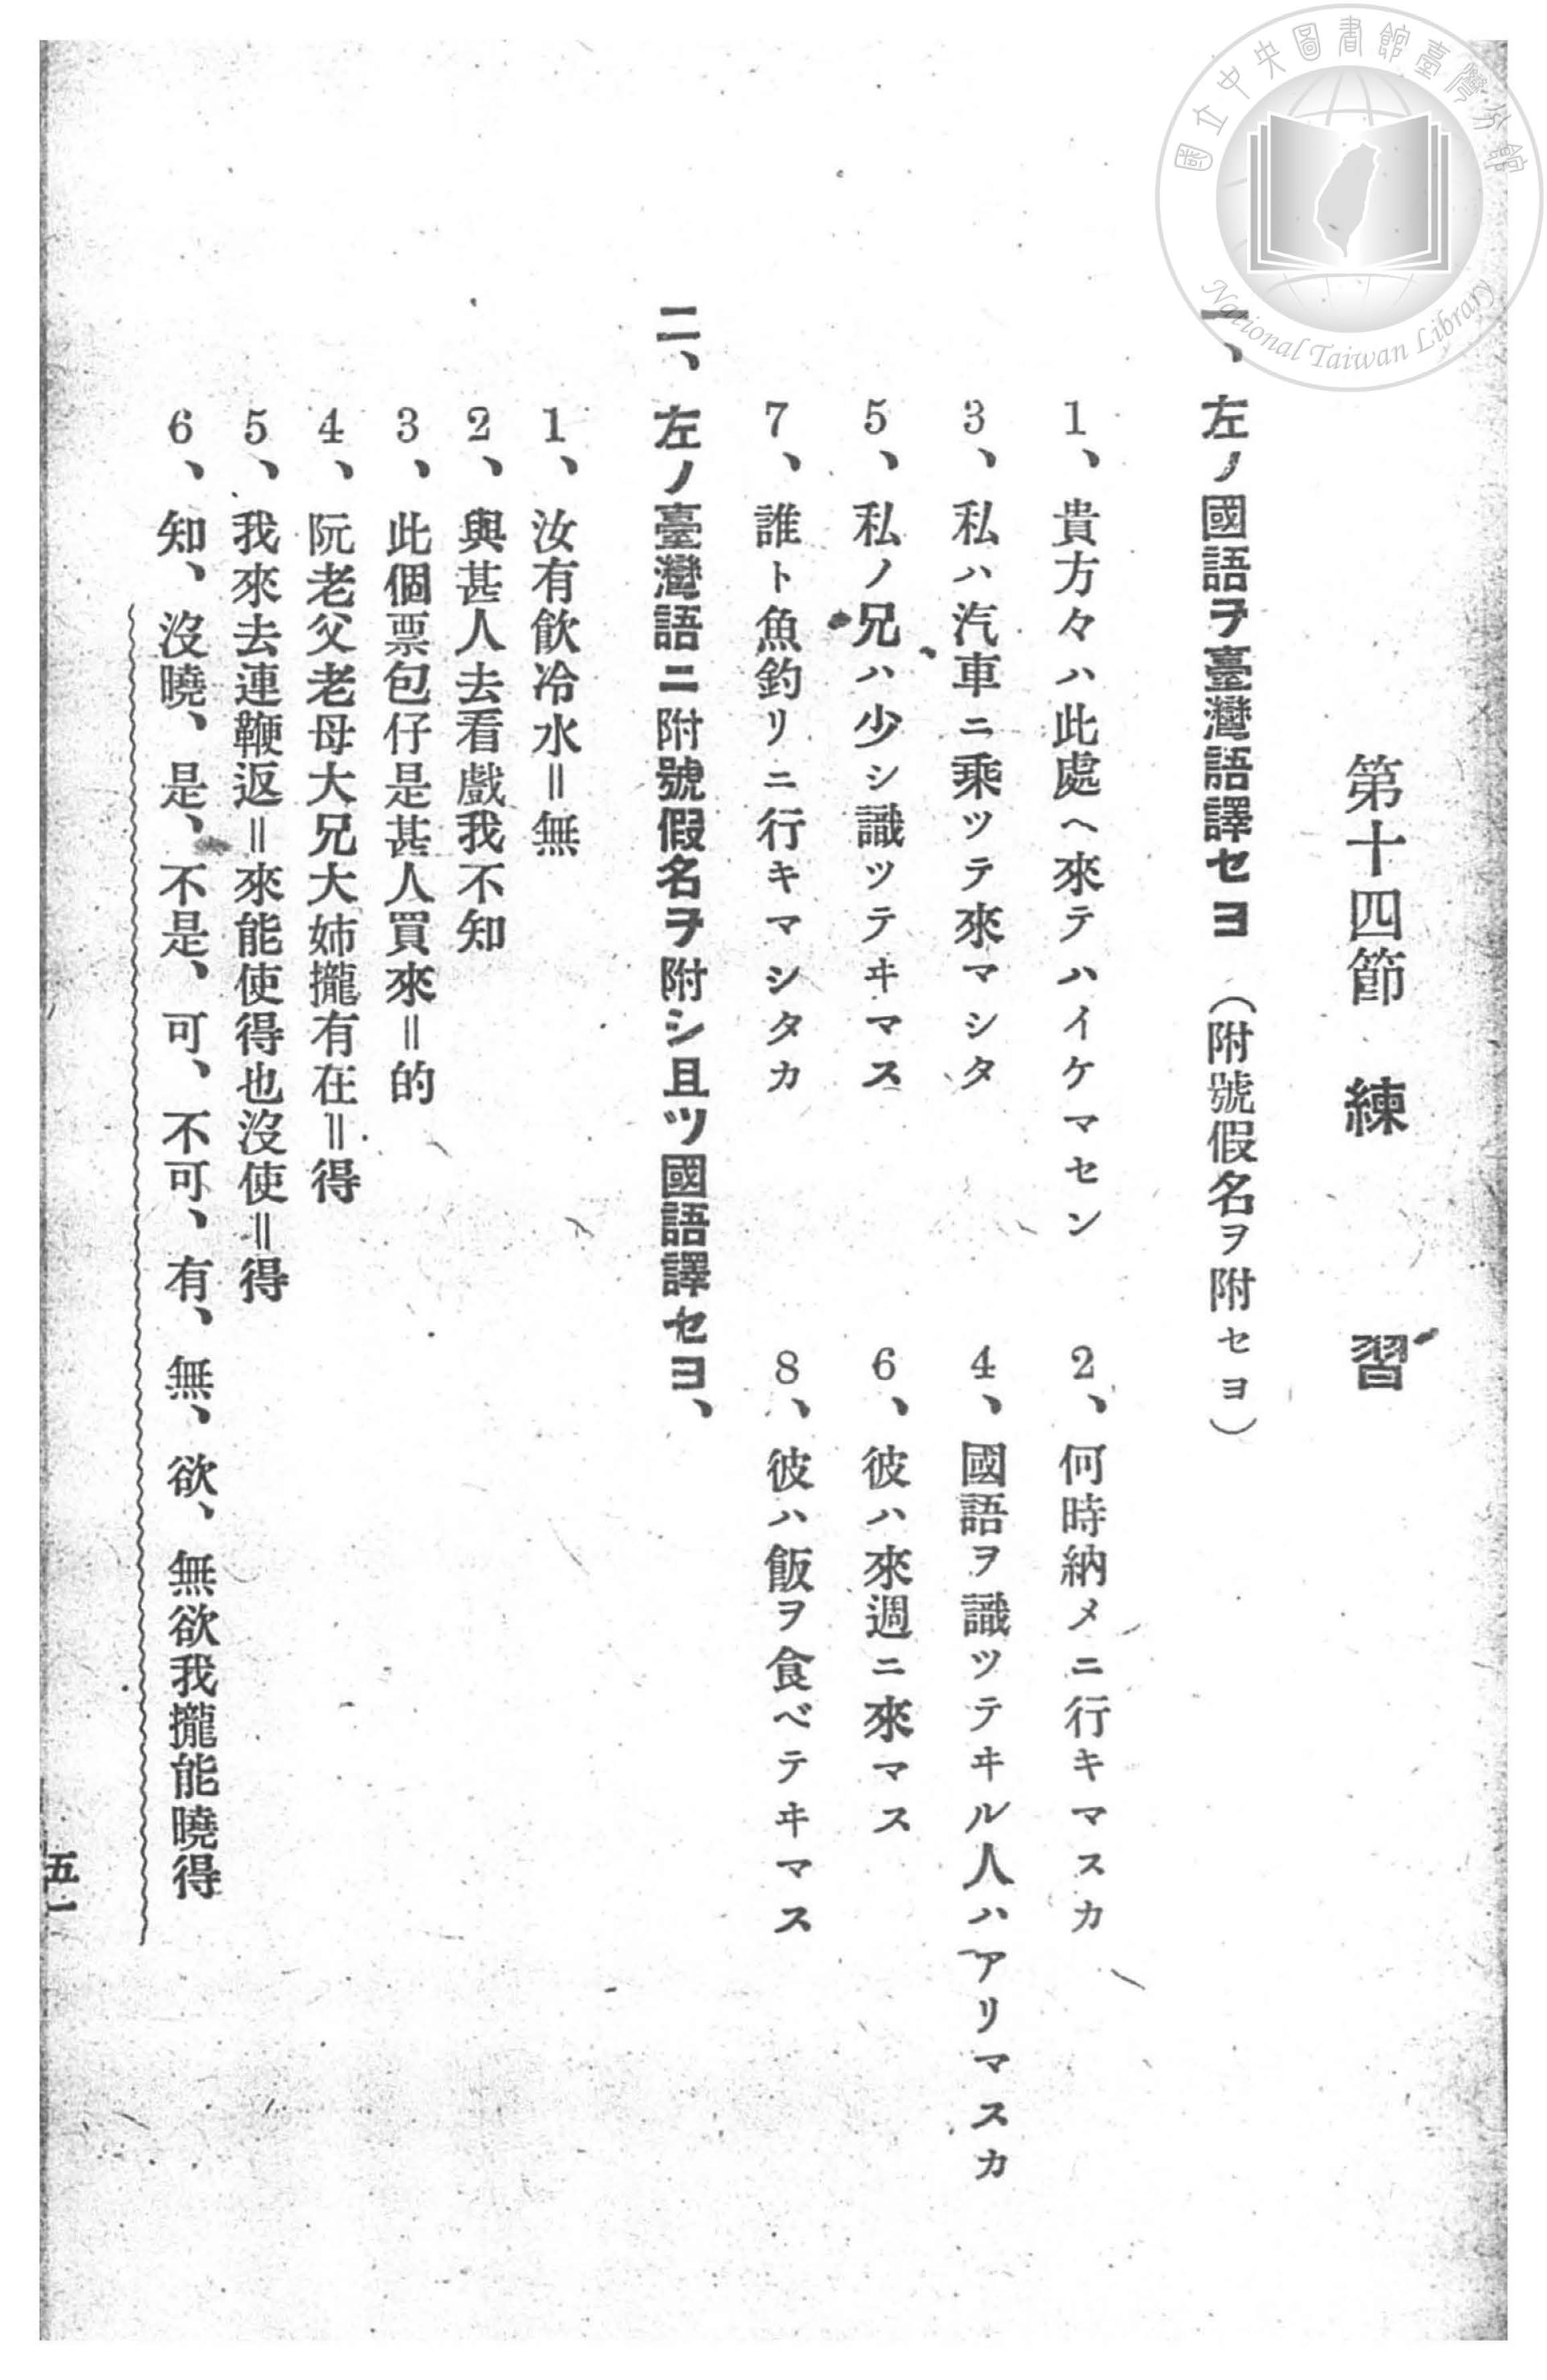 國立中央圖書館臺灣分館
National Taiwan Library
第十四節 練習
一、左ノ國語ヲ臺灣語譯セヨ (附號假名ヲ附セヨ)
1、貴方々ハ此處ヘ來テハイケマセン
2、何時納メニ行キマスカ
3、私ハ汽車ニ乘ツテ來マシタ
4、國語ヲ識ツテヰル人ハアリマスカ
5、私ノ兄ハ少シ識ツテヰマス
6、彼ハ來週ニ來マス
7、誰ト魚釣リニ行キマシタカ
8、彼ハ飯ヲ食ベテヰマス
二、左ノ臺灣語ニ附號假名ヲ附シ且ツ國語譯セヨ、
1、汝有飮冷水=無
2、與甚人去看戲我不知
3、此個票包仔是甚人買來=的
4、阮老父老母大兄大姉攏有在=得
5、我來去連鞭返=來能使得也沒使=得
6、知、沒曉、是、不是、可、不可、有、無、欲、無欲我攏能曉得
五一